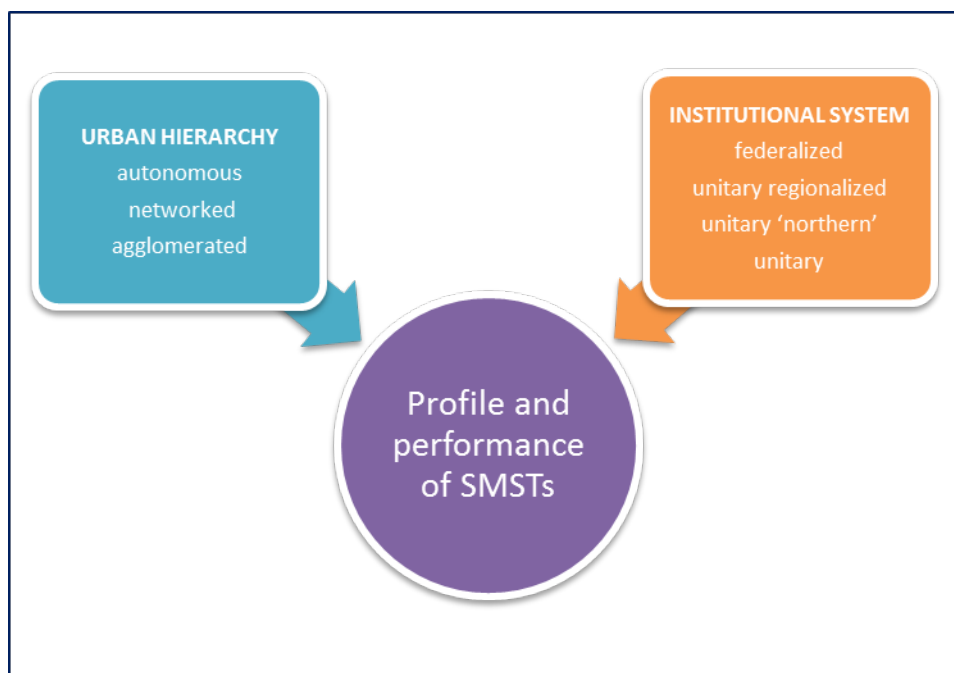 URBAN HIERARCHY
autonomous
networked
agglomerated
INSTITUTIONAL SYSTEM
federalized
unitary regionalized
unitary ‘northern’
unitary
Profile and
performance
of SMSTs